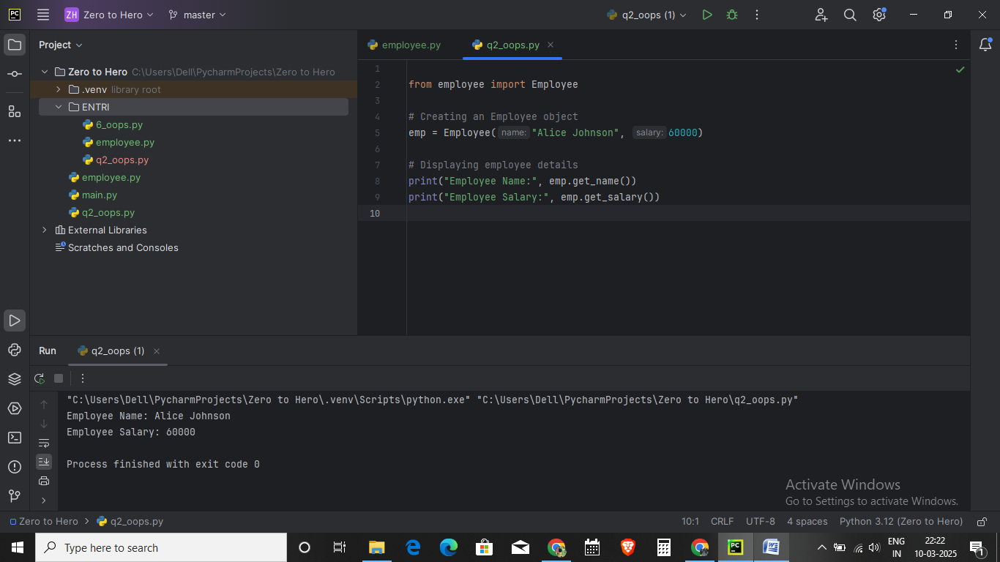 PC
ZH Zero to Hero
master
q2_oops (1)
Project
employee.py
q2_oops.py
Zero to Hero C:\Users\Dell\PycharmProjects\Zero to Hero
.venv library root
ENTRI
6_oops.py
employee.py
q2_oops.py
employee.py
main.py
q2_oops.py
External Libraries
Scratches and Consoles
1
2 from employee import Employee
3
4 # Creating an Employee object
5 emp = Employee( name: "Alice Johnson", salary: 60000)
6
7 # Displaying employee details
8 print("Employee Name:", emp.get_name())
9 print("Employee Salary:", emp.get_salary())
10
Run
q2_oops (1)
"C:\Users\Dell\PycharmProjects\Zero to Hero\.venv\Scripts\python.exe" "C:\Users\Dell\PycharmProjects\Zero to Hero\q2_oops.py"
Employee Name: Alice Johnson
Employee Salary: 60000
Process finished with exit code 0
Activate Windows
Go to Settings to activate Windows.
Zero to Hero > q2_oops.py
10:1 CRLF UTF-8 4 spaces Python 3.12 (Zero to Hero)
Type here to search
PC
W
ENG
IN
22:22
10-03-2025
1